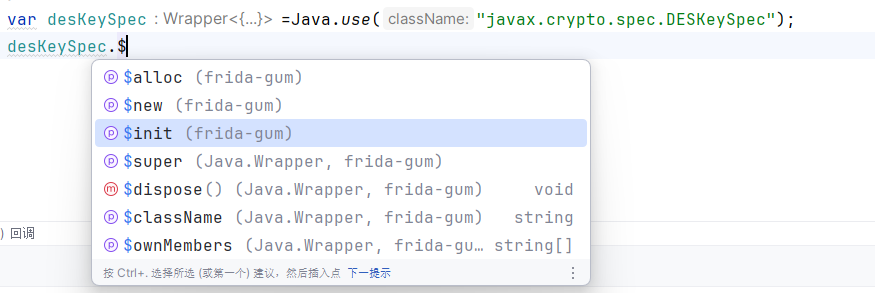 var desKeySpec : Wrapper<{...}> =Java.use( className: "javax.crypto.spec.DESKeySpec");
desKeySpec.$
$alloc (frida-gum)
$new (frida-gum)
$init (frida-gum)
$super (Java.Wrapper, frida-gum)
$dispose() (Java.Wrapper, frida-gum) void
$className (Java.Wrapper, frida-gum) string
$ownMembers (Java.Wrapper, frida-gu… string[]
按 Ctrl+. 选择所选 (或第一个) 建议，然后插入点 下一提示
) 回调